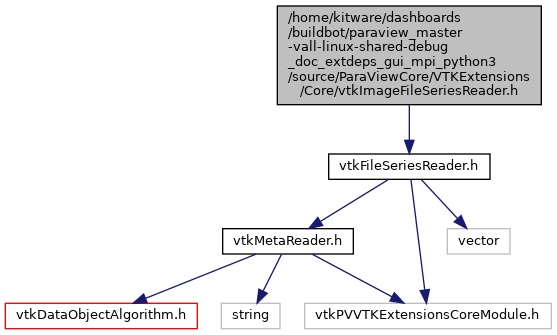 /home/kitware/dashboards
/buildbot/paraview_master
-vall-linux-shared-debug
_doc_extdeps_gui_mpi_python3
/source/ParaViewCore/VTKExtensions
/Core/vtkImageFileSeriesReader.h
vtkFileSeriesReader.h
vtkMetaReader.h
vector
vtkDataObjectAlgorithm.h
string
vtkPVVTKExtensionsCoreModule.h